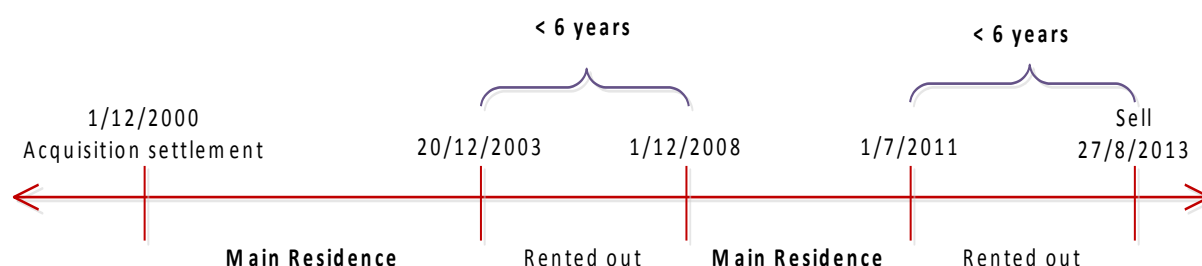 < 6 years
< 6 years
1/12/2000
Acquisition settlement
20/12/2003
1/12/2008
1/7/2011
Sell
27/8/2013
Main Residence
Rented out
Main Residence
Rented out